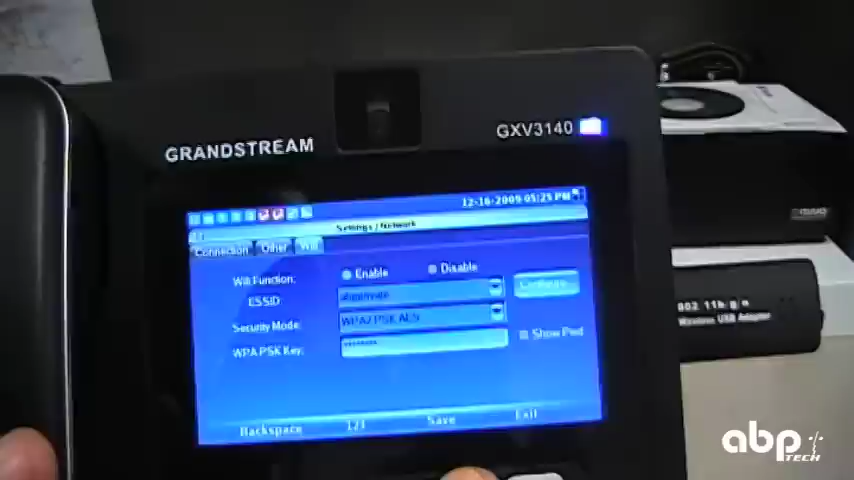 GRANDSTREAM
GXV3140
12-16-2009 05:25 PM
Settings / Network
Connection Other Wifi
Wifi Function: Enable Disable
ESSID:
Security Mode: WPA2 PSK AES
WPA PSK Key: ******** Show Pwd
Backspace 123 Save Exit
802.11b g n
Wireless USB Adapter
abp
TECH